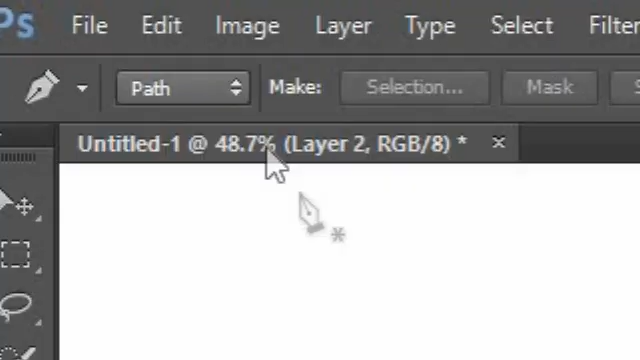 Ps File Edit Image Layer Type Select Filter
Path Make: Selection... Mask
Untitled-1 @ 48.7% (Layer 2, RGB/8) * ×